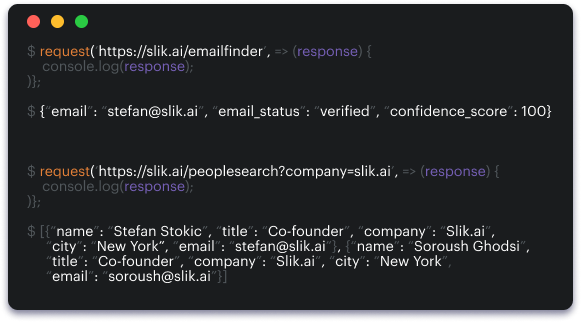 $ request('https://slik.ai/emailfinder', => (response) {
console.log(response);
)};
$ {"email": "stefan@slik.ai", "email_status": "verified", "confidence_score": 100}
$ request('https://slik.ai/peoplesearch?company=slik.ai', => (response) {
console.log(response);
)};
$ [{"name": "Stefan Stokic", "title": "Co-founder", "company": "Slik.ai",
"city": "New York", "email": "stefan@slik.ai"}, {"name": "Soroush Ghodsi",
"title": "Co-founder", "company": "Slik.ai", "city": "New York",
"email": "soroush@slik.ai"}]